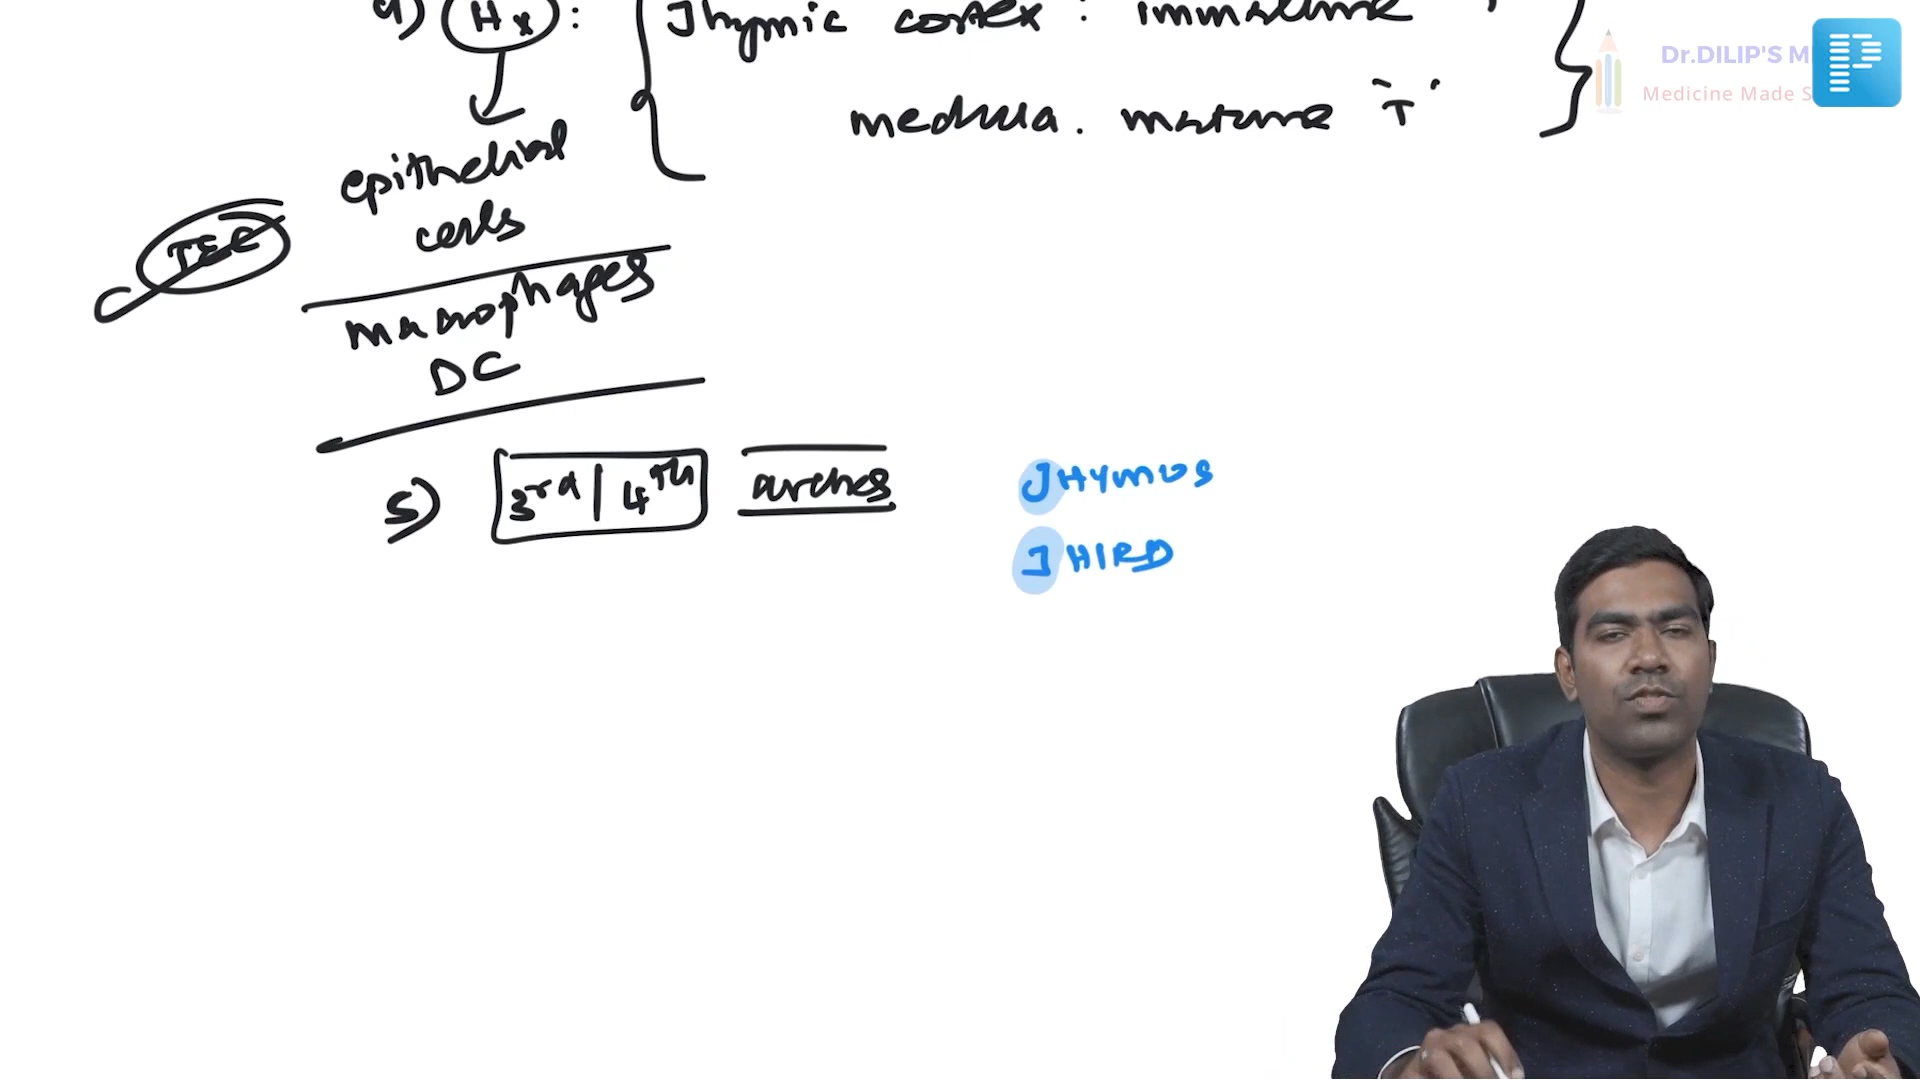 Hx : Thymic cortex : immature
medulla . mature "T"
epithelial
cells
TEC
macrophages
DC
5) 3rd | 4th arches
THYMUS
THIRD
Dr.DILIP'S M
Medicine Made S